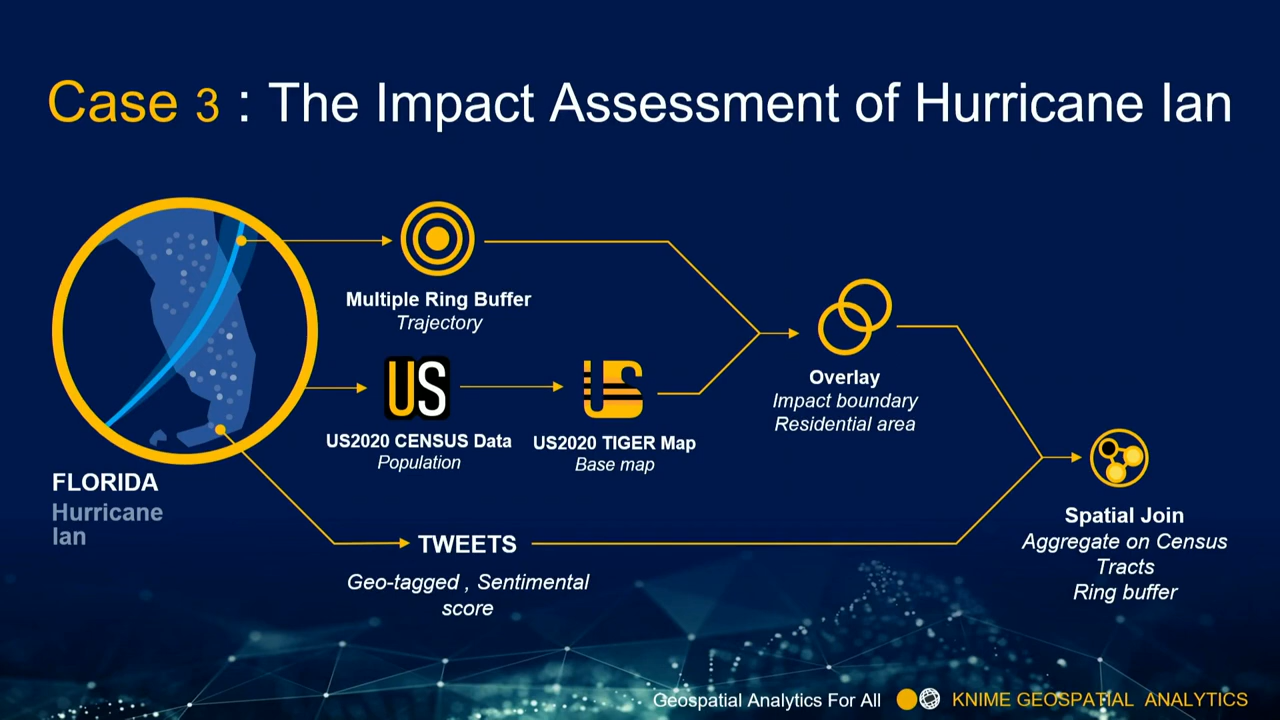 Case 3 : The Impact Assessment of Hurricane Ian
Multiple Ring Buffer
Trajectory
US
US
US2020 CENSUS Data
Population
US2020 TIGER Map
Base map
Overlay
Impact boundary
Residential area
FLORIDA
Hurricane
Ian
TWEETS
Geo-tagged , Sentimental
score
Spatial Join
Aggregate on Census
Tracts
Ring buffer
Geospatial Analytics For All
KNIME GEOSPATIAL ANALYTICS